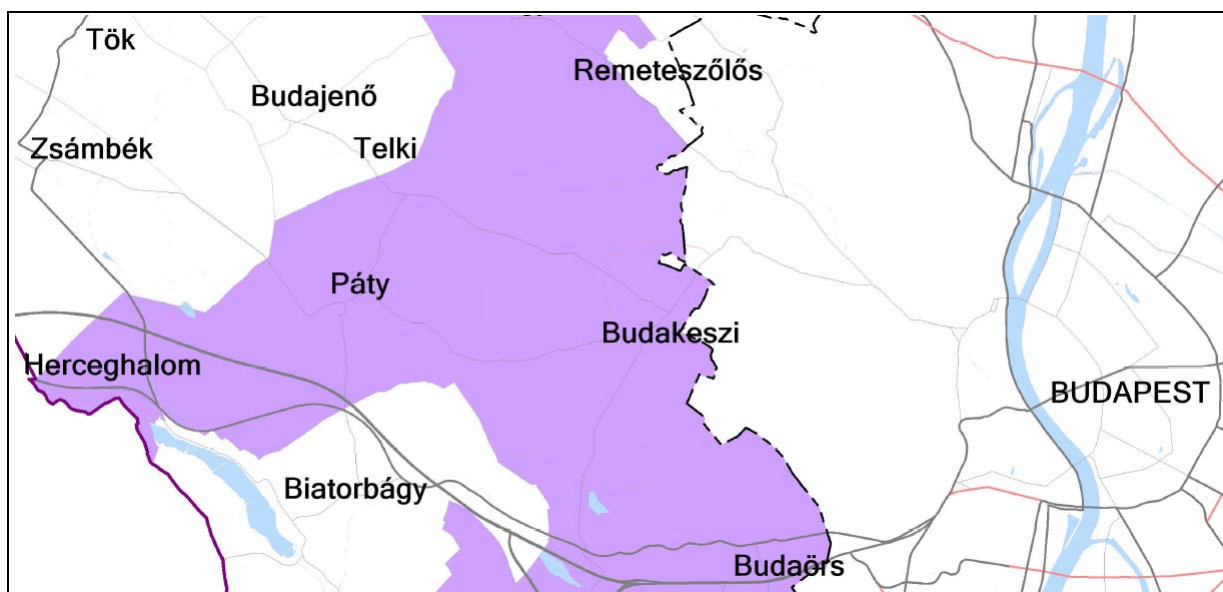 Tök
Remeteszőlős
Budajenő
Zsámbék
Telki
Páty
Budakeszi
Herceghalom
BUDAPEST
Biatorbágy
Budaörs